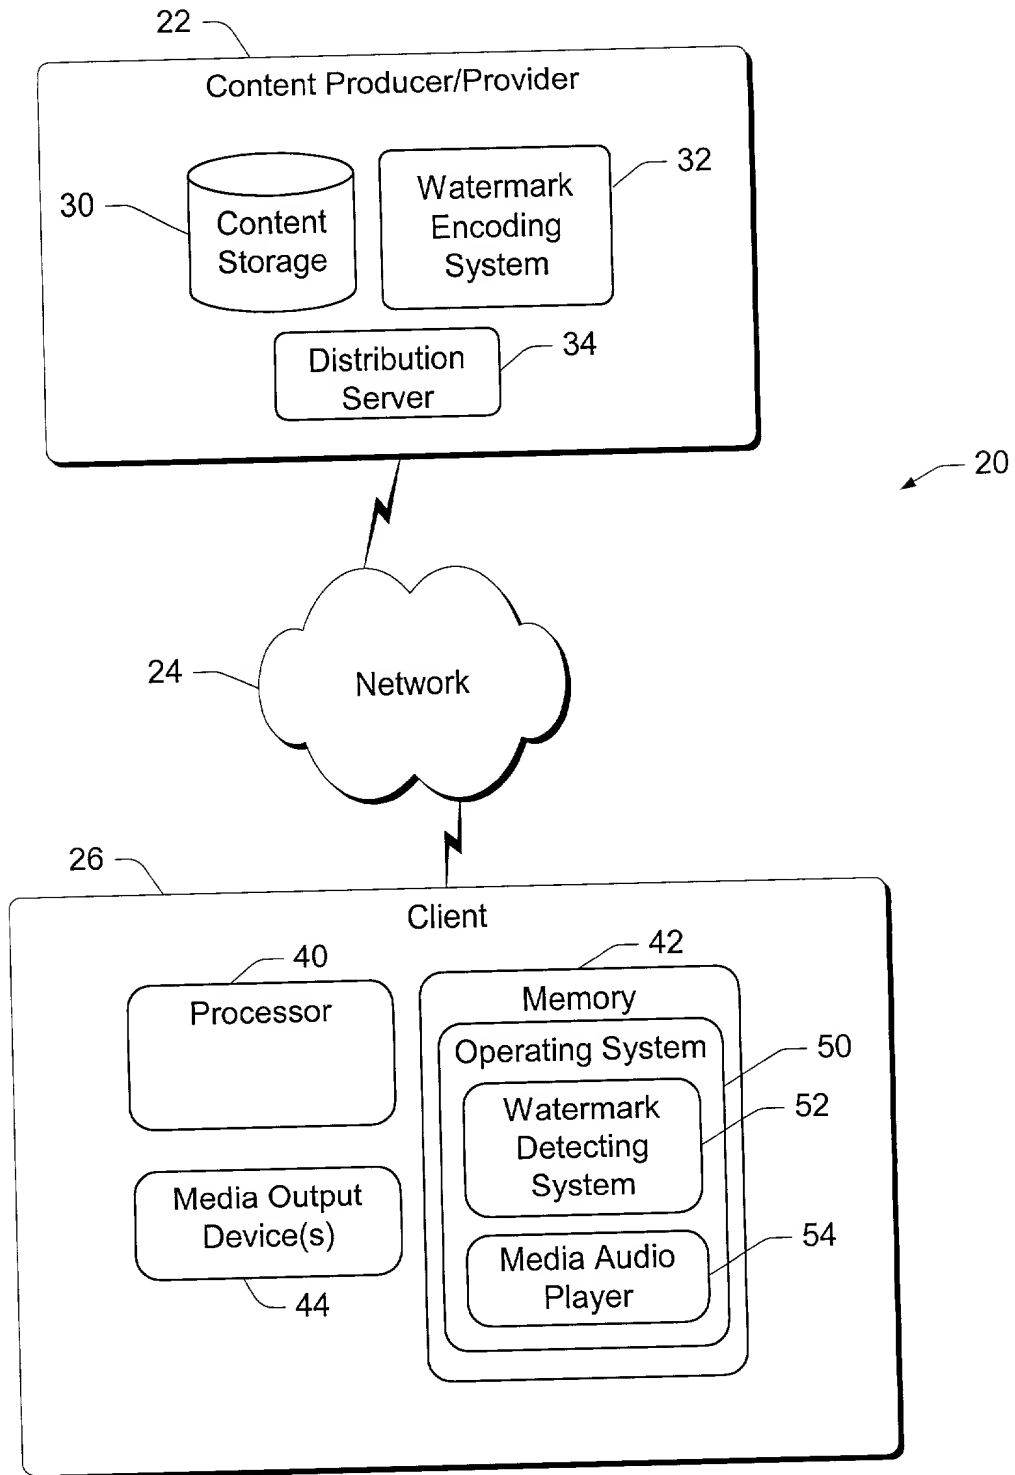 22
Content Producer/Provider
30
Content
Storage
Watermark
Encoding
System
32
Distribution
Server
34
20
24
Network
26
Client
40
Processor
42
Memory
Operating System
50
Watermark
Detecting
System
52
Media Output
Device(s)
44
Media Audio
Player
54